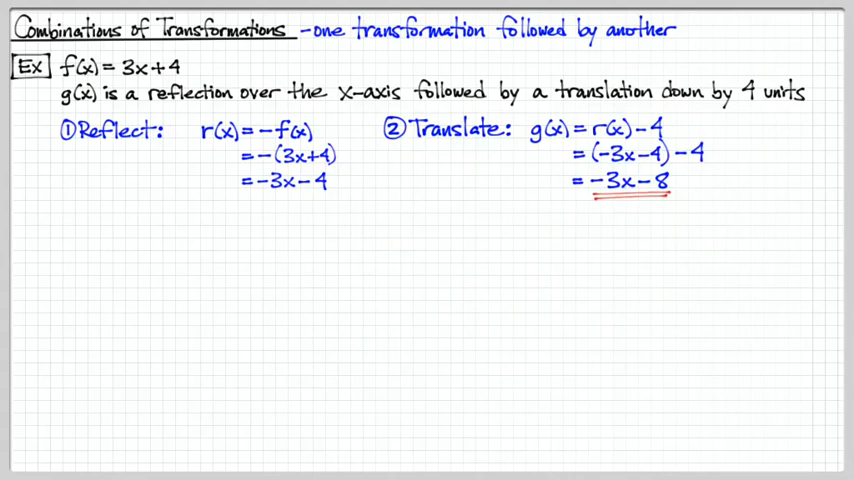 Combinations of Transformations - one transformation followed by another
Ex f(x) = 3x+4
g(x) is a reflection over the x-axis followed by a translation down by 4 units
① Reflect: r(x) = -f(x) ② Translate: g(x) = r(x) - 4
= -(3x+4) = (-3x-4) - 4
= -3x - 4 = -3x - 8